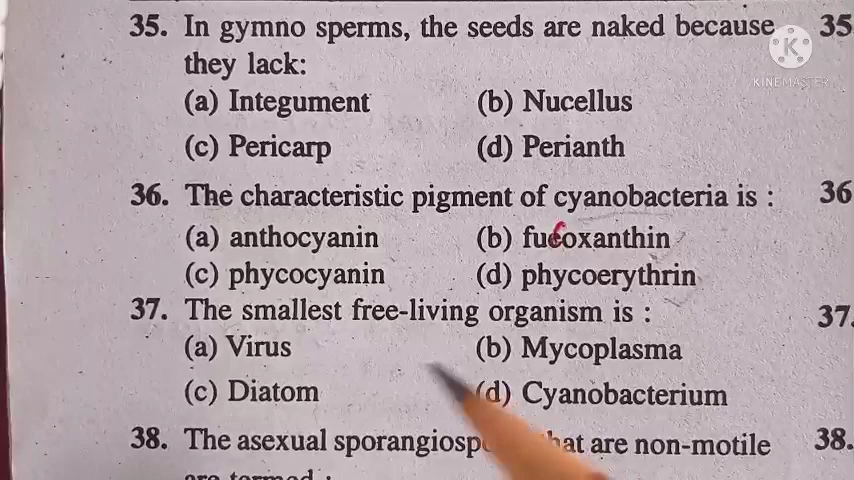 35. In gymno sperms, the seeds are naked because
they lack:
(a) Integument (b) Nucellus
(c) Pericarp (d) Perianth
36. The characteristic pigment of cyanobacteria is :
(a) anthocyanin (b) fucoxanthin
(c) phycocyanin (d) phycoerythrin
37. The smallest free-living organism is :
(a) Virus (b) Mycoplasma
(c) Diatom (d) Cyanobacterium
38. The asexual are non-motile
35
36
37.
38.
K
KINEMASTER